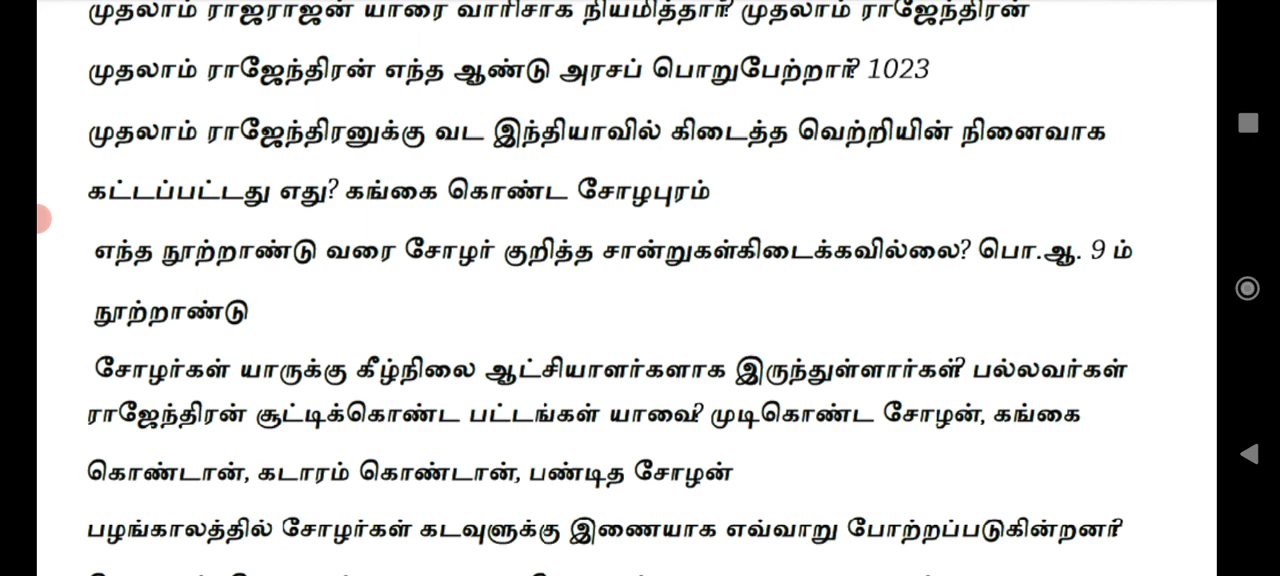 முதலாம் ராஜராஜன் யாரை வாரிசாக நியமித்தார்? முதலாம் ராஜேந்திரன்
முதலாம் ராஜேந்திரன் எந்த ஆண்டு அரசப் பொறுபேற்றார்? 1023
முதலாம் ராஜேந்திரனுக்கு வட இந்தியாவில் கிடைத்த வெற்றியின் நினைவாக
கட்டப்பட்டது எது? கங்கை கொண்ட சோழபுரம்
எந்த நூற்றாண்டு வரை சோழர் குறித்த சான்றுகள்கிடைக்கவில்லை? பொ.ஆ. 9 ம்
நூற்றாண்டு
சோழர்கள் யாருக்கு கீழ்நிலை ஆட்சியாளர்களாக இருந்துள்ளார்கள்? பல்லவர்கள்
ராஜேந்திரன் சூட்டிக்கொண்ட பட்டங்கள் யாவை? முடிகொண்ட சோழன், கங்கை
கொண்டான், கடாரம் கொண்டான், பண்டித சோழன்
பழங்காலத்தில் சோழர்கள் கடவுளுக்கு இணையாக எவ்வாறு போற்றப்படுகின்றனர்?